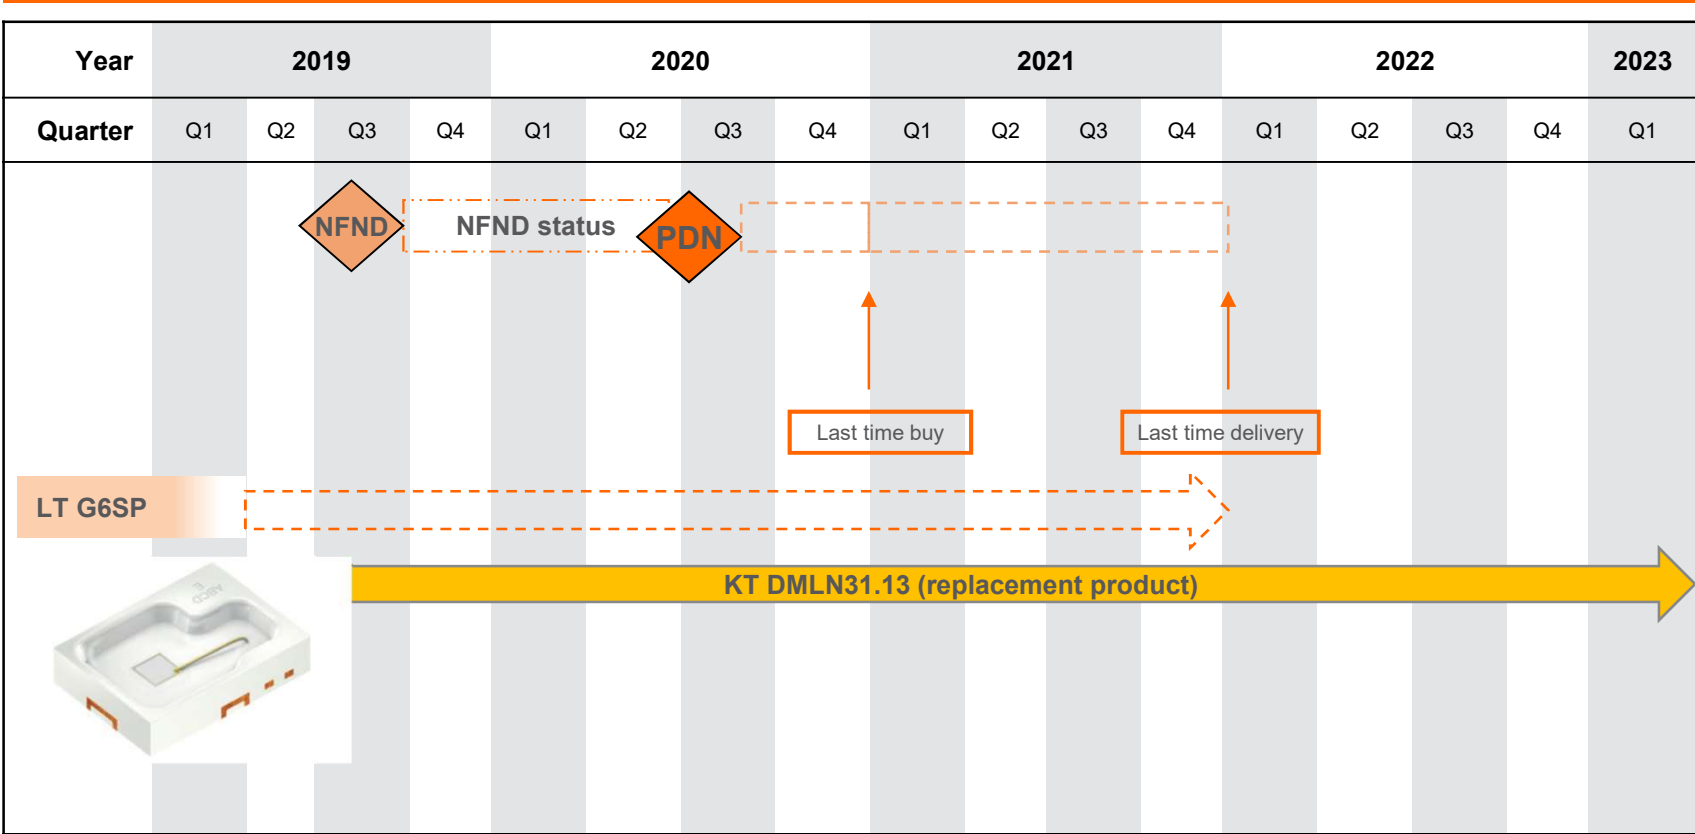 Year 2019 2020 2021 2022 2023
Quarter Q1 Q2 Q3 Q4 Q1 Q2 Q3 Q4 Q1 Q2 Q3 Q4 Q1 Q2 Q3 Q4 Q1
NFND NFND status PDN
Last time buy Last time delivery
LT G6SP
KT DMLN31.13 (replacement product)
ABCD
E